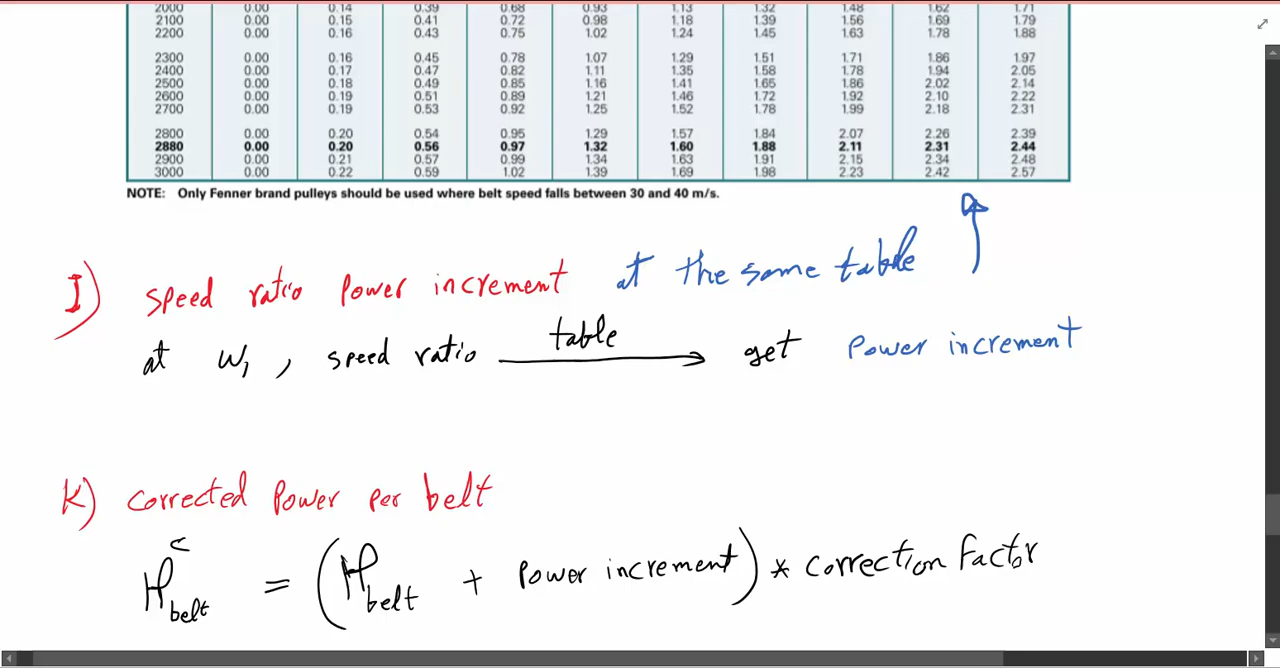 2000 0.00 0.14 0.39 0.68 0.93 1.13 1.32 1.48 1.62 1.71
2100 0.00 0.15 0.41 0.72 0.98 1.18 1.39 1.56 1.69 1.79
2200 0.00 0.16 0.43 0.75 1.02 1.24 1.45 1.63 1.78 1.88
2300 0.00 0.16 0.45 0.78 1.07 1.29 1.51 1.71 1.86 1.97
2400 0.00 0.17 0.47 0.82 1.11 1.35 1.58 1.78 1.94 2.05
2500 0.00 0.18 0.49 0.85 1.16 1.41 1.65 1.86 2.02 2.14
2600 0.00 0.19 0.51 0.89 1.21 1.46 1.72 1.92 2.10 2.22
2700 0.00 0.19 0.53 0.92 1.25 1.52 1.78 1.99 2.18 2.31
2800 0.00 0.20 0.54 0.95 1.29 1.57 1.84 2.07 2.26 2.39
2880 0.00 0.20 0.56 0.97 1.32 1.60 1.88 2.11 2.31 2.44
2900 0.00 0.21 0.57 0.99 1.34 1.63 1.91 2.15 2.34 2.48
3000 0.00 0.22 0.59 1.02 1.39 1.69 1.98 2.23 2.42 2.57
NOTE: Only Fenner brand pulleys should be used where belt speed falls between 30 and 40 m/s.
I) speed ratio power increment at the same table
at ω₁, speed ratio table get power increment
K) corrected power per belt
H^c_belt = (H_belt + power increment) * correction factor